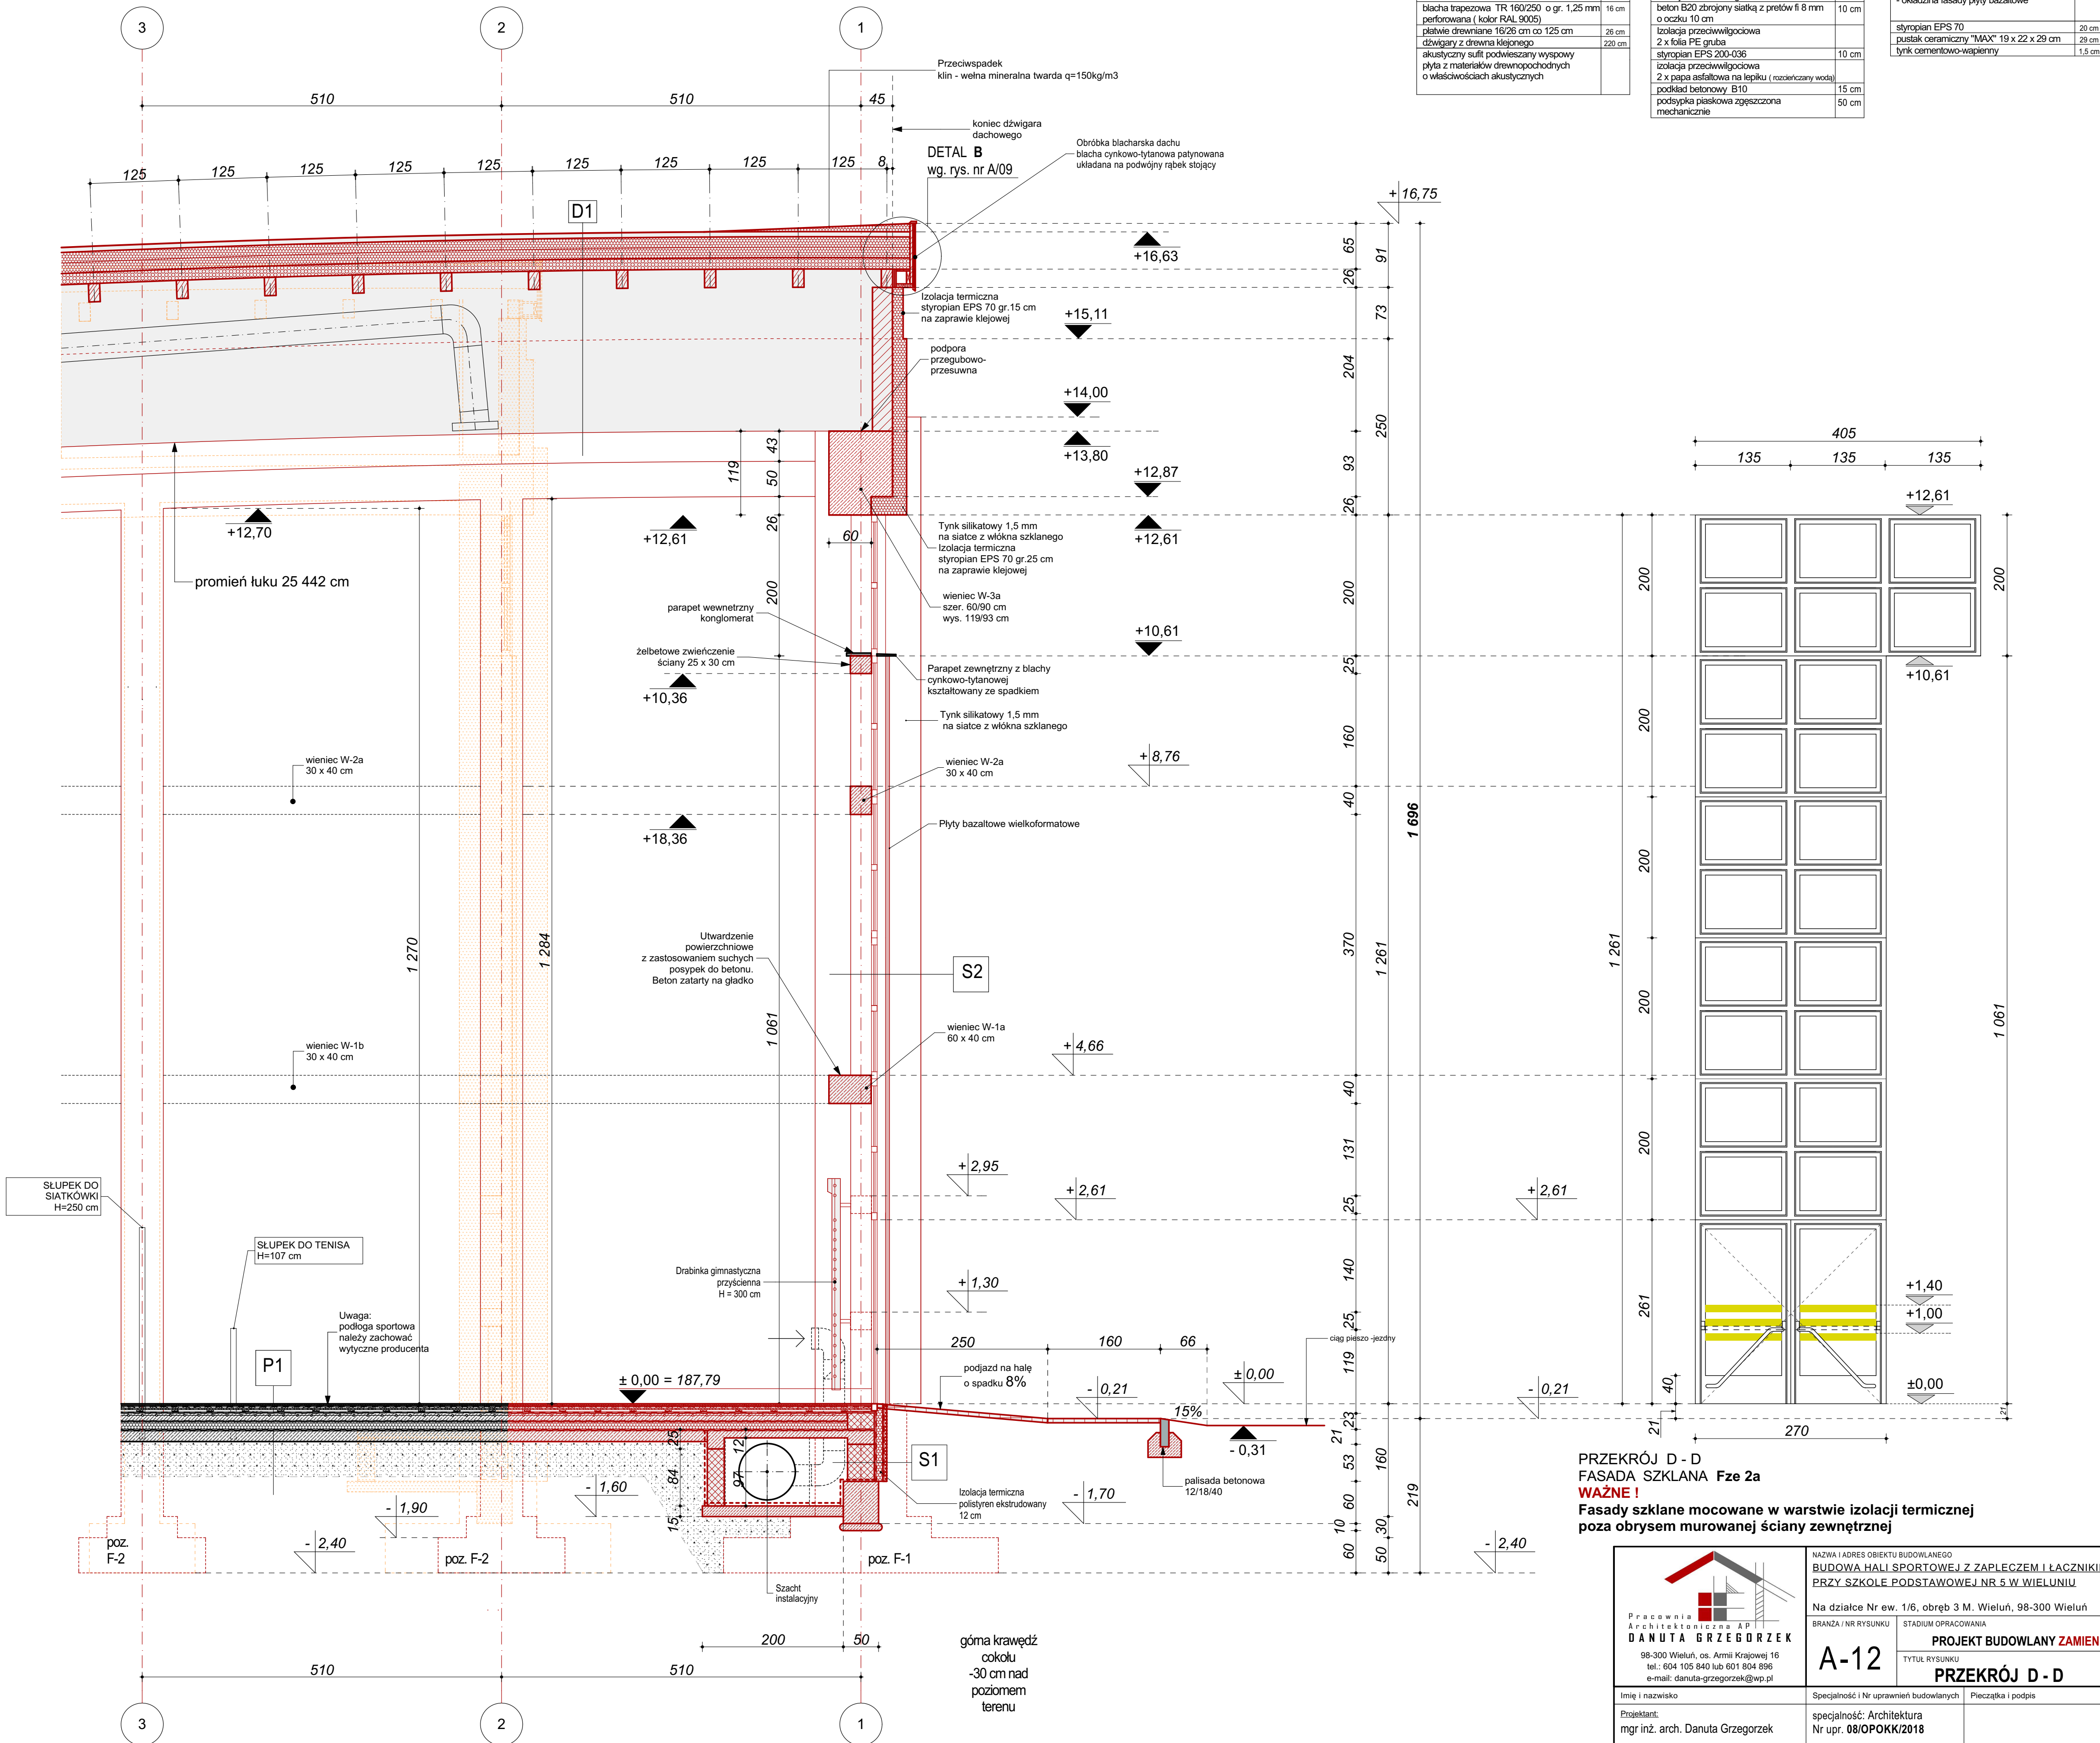 3
2
1
blacha trapezowa TR 160/250 o gr. 1,25 mm
perforowana ( kolor RAL 9005)
16 cm
płatwie drewniane 16/26 cm co 125 cm
26 cm
dźwigary z drewna klejonego
220 cm
akustyczny sufit podwieszany wyspowy
płyta z materiałów drewnopochodnych
o właściwościach akustycznych
beton B20 zbrojony siatką z pretów fi 8 mm
o oczku 10 cm
10 cm
Izolacja przeciwwilgociowa
2 x folia PE gruba
styropian EPS 200-036
10 cm
izolacja przeciwwilgociowa
2 x papa asfaltowa na lepiku ( rozcieńczany wodą)
podkład betonowy B10
15 cm
podsypka piaskowa zgęszczona
mechanicznie
50 cm
styropian EPS 70
20 cm
pustak ceramiczny "MAX" 19 x 22 x 29 cm
29 cm
tynk cementowo-wapienny
1,5 cm
Przeciwspadek
klin - wełna mineralna twarda q=150kg/m3
510
510
45
koniec dźwigara
dachowego
DETAL B
wg. rys. nr A/09
Obróbka blacharska dachu
blacha cynkowo-tytanowa patynowana
układana na podwójny rąbek stojący
125
125
125
125
125
125
125
125
125
8
D1
+ 16,75
+16,63
65
91
26
Izolacja termiczna
styropian EPS 70 gr.15 cm
na zaprawie klejowej
+15,11
73
podpora
przegubowo-
przesuwna
204
+14,00
250
+13,80
119
43
50
26
93
+12,87
26
+12,70
+12,61
60
Tynk silikatowy 1,5 mm
na siatce z włókna szklanego
Izolacja termiczna
styropian EPS 70 gr.25 cm
na zaprawie klejowej
+12,61
promień łuku 25 442 cm
200
200
wieniec W-3a
szer. 60/90 cm
wys. 119/93 cm
parapet wewnetrzny
konglomerat
+10,61
żelbetowe zwieńczenie
ściany 25 x 30 cm
+10,36
25
Parapet zewnętrzny z blachy
cynkowo-tytanowej
kształtowany ze spadkiem
Tynk silikatowy 1,5 mm
na siatce z włókna szklanego
160
wieniec W-2a
30 x 40 cm
wieniec W-2a
30 x 40 cm
+ 8,76
40
1 696
Płyty bazaltowe wielkoformatowe
+18,36
Utwardzenie
powierzchniowe
z zastosowaniem suchych
posypek do betonu.
Beton zatarty na gładko
S2
1 270
1 284
370
1 261
1 061
wieniec W-1b
30 x 40 cm
wieniec W-1a
60 x 40 cm
+ 4,66
40
131
+ 2,95
+ 2,61
+ 2,61
25
SŁUPEK DO
SIATKÓWKI
H=250 cm
SŁUPEK DO TENISA
H=107 cm
Drabinka gimnastyczna
przyścienna
H = 300 cm
+ 1,30
140
25
Uwaga:
podłoga sportowa
należy zachować
wytyczne producenta
P1
250
160
66
ciąg pieszo -jezdny
119
podjazd na halę
o spadku 8%
± 0,00 = 187,79
± 0,00
- 0,21
15%
- 0,21
- 0,31
23
21
53
160
25
12
84
97
15
S1
palisada betonowa
12/18/40
Izolacja termiczna
polistyren ekstrudowany
12 cm
- 1,60
- 1,70
- 1,90
60
219
10
30
60
50
- 2,40
- 2,40
poz.
F-2
poz. F-2
poz. F-1
Szacht
instalacyjny
200
50
510
510
górna krawędź
cokołu
-30 cm nad
poziomem
terenu
3
2
1
405
135
135
135
+12,61
200
200
+10,61
200
200
1 261
200
1 061
200
261
+1,40
+1,00
40
±0,00
21
21
270
PRZEKRÓJ D - D
FASADA SZKLANA Fze 2a
WAŻNE !
Fasady szklane mocowane w warstwie izolacji termicznej
poza obrysem murowanej ściany zewnętrznej
Pracownia
Architektoniczna AP
DANUTA GRZEGORZEK
98-300 Wieluń, os. Armii Krajowej 16
tel.: 604 105 840 lub 601 804 896
e-mail: danuta-grzegorzek@wp.pl
NAZWA I ADRES OBIEKTU BUDOWLANEGO
BUDOWA HALI SPORTOWEJ Z ZAPLECZEM I ŁĄCZNIKI
PRZY SZKOLE PODSTAWOWEJ NR 5 W WIELUNIU
Na działce Nr ew. 1/6, obręb 3 M. Wieluń, 98-300 Wieluń
BRANŻA / NR RYSUNKU
STADIUM OPRACOWANIA
A-12
PROJEKT BUDOWLANY ZAMIEN
TYTUŁ RYSUNKU
PRZEKRÓJ D - D
Imię i nazwisko
Specjalność i Nr uprawnień budowlanych
Pieczątka i podpis
Projektant:
mgr inż. arch. Danuta Grzegorzek
specjalność: Architektura
Nr upr. 08/OPOKK/2018